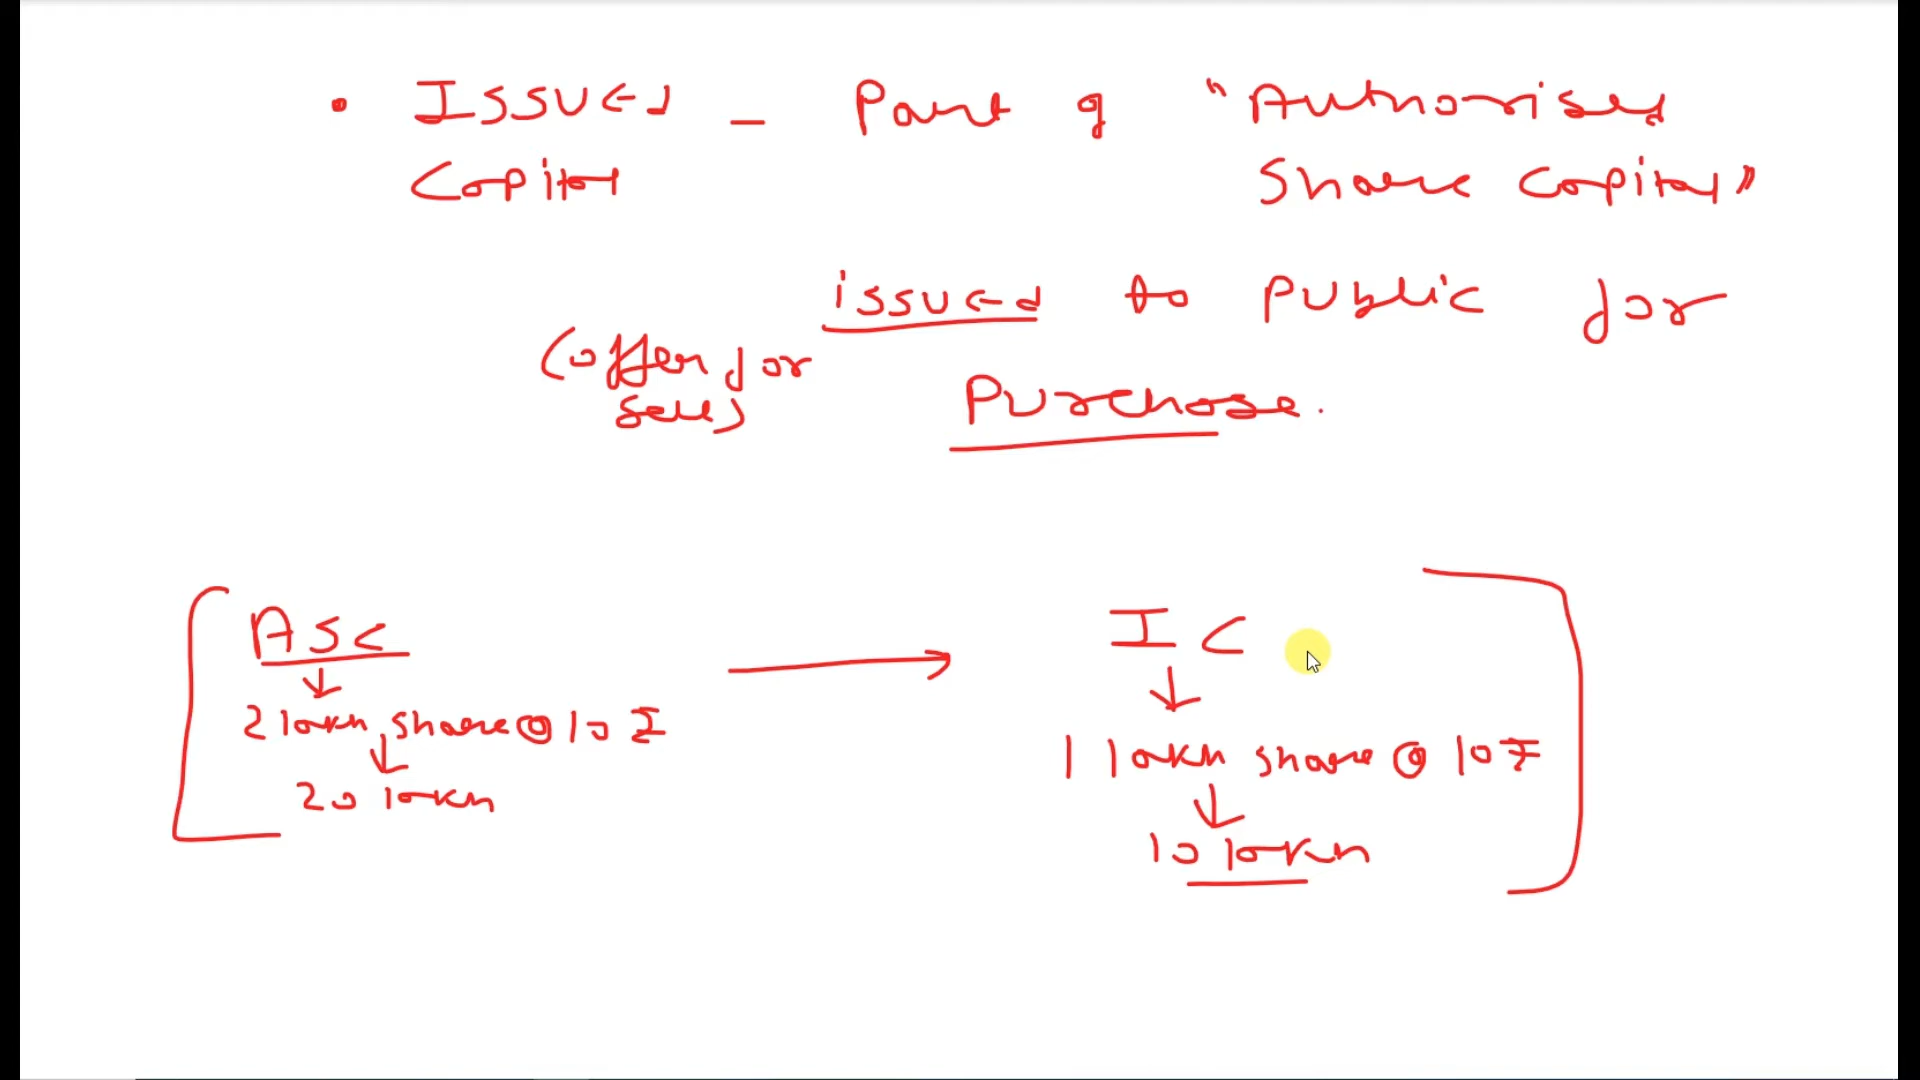 • Issued - Part of "Authorised
Capital Share Capital"
issued to Public for
(offer for
sell) Purchase.
ASC → IC
↓ ↓
2 lakh share @ 10 ₹ 1 lakh share @ 10 ₹
↓ ↓
20 lakh 10 lakh